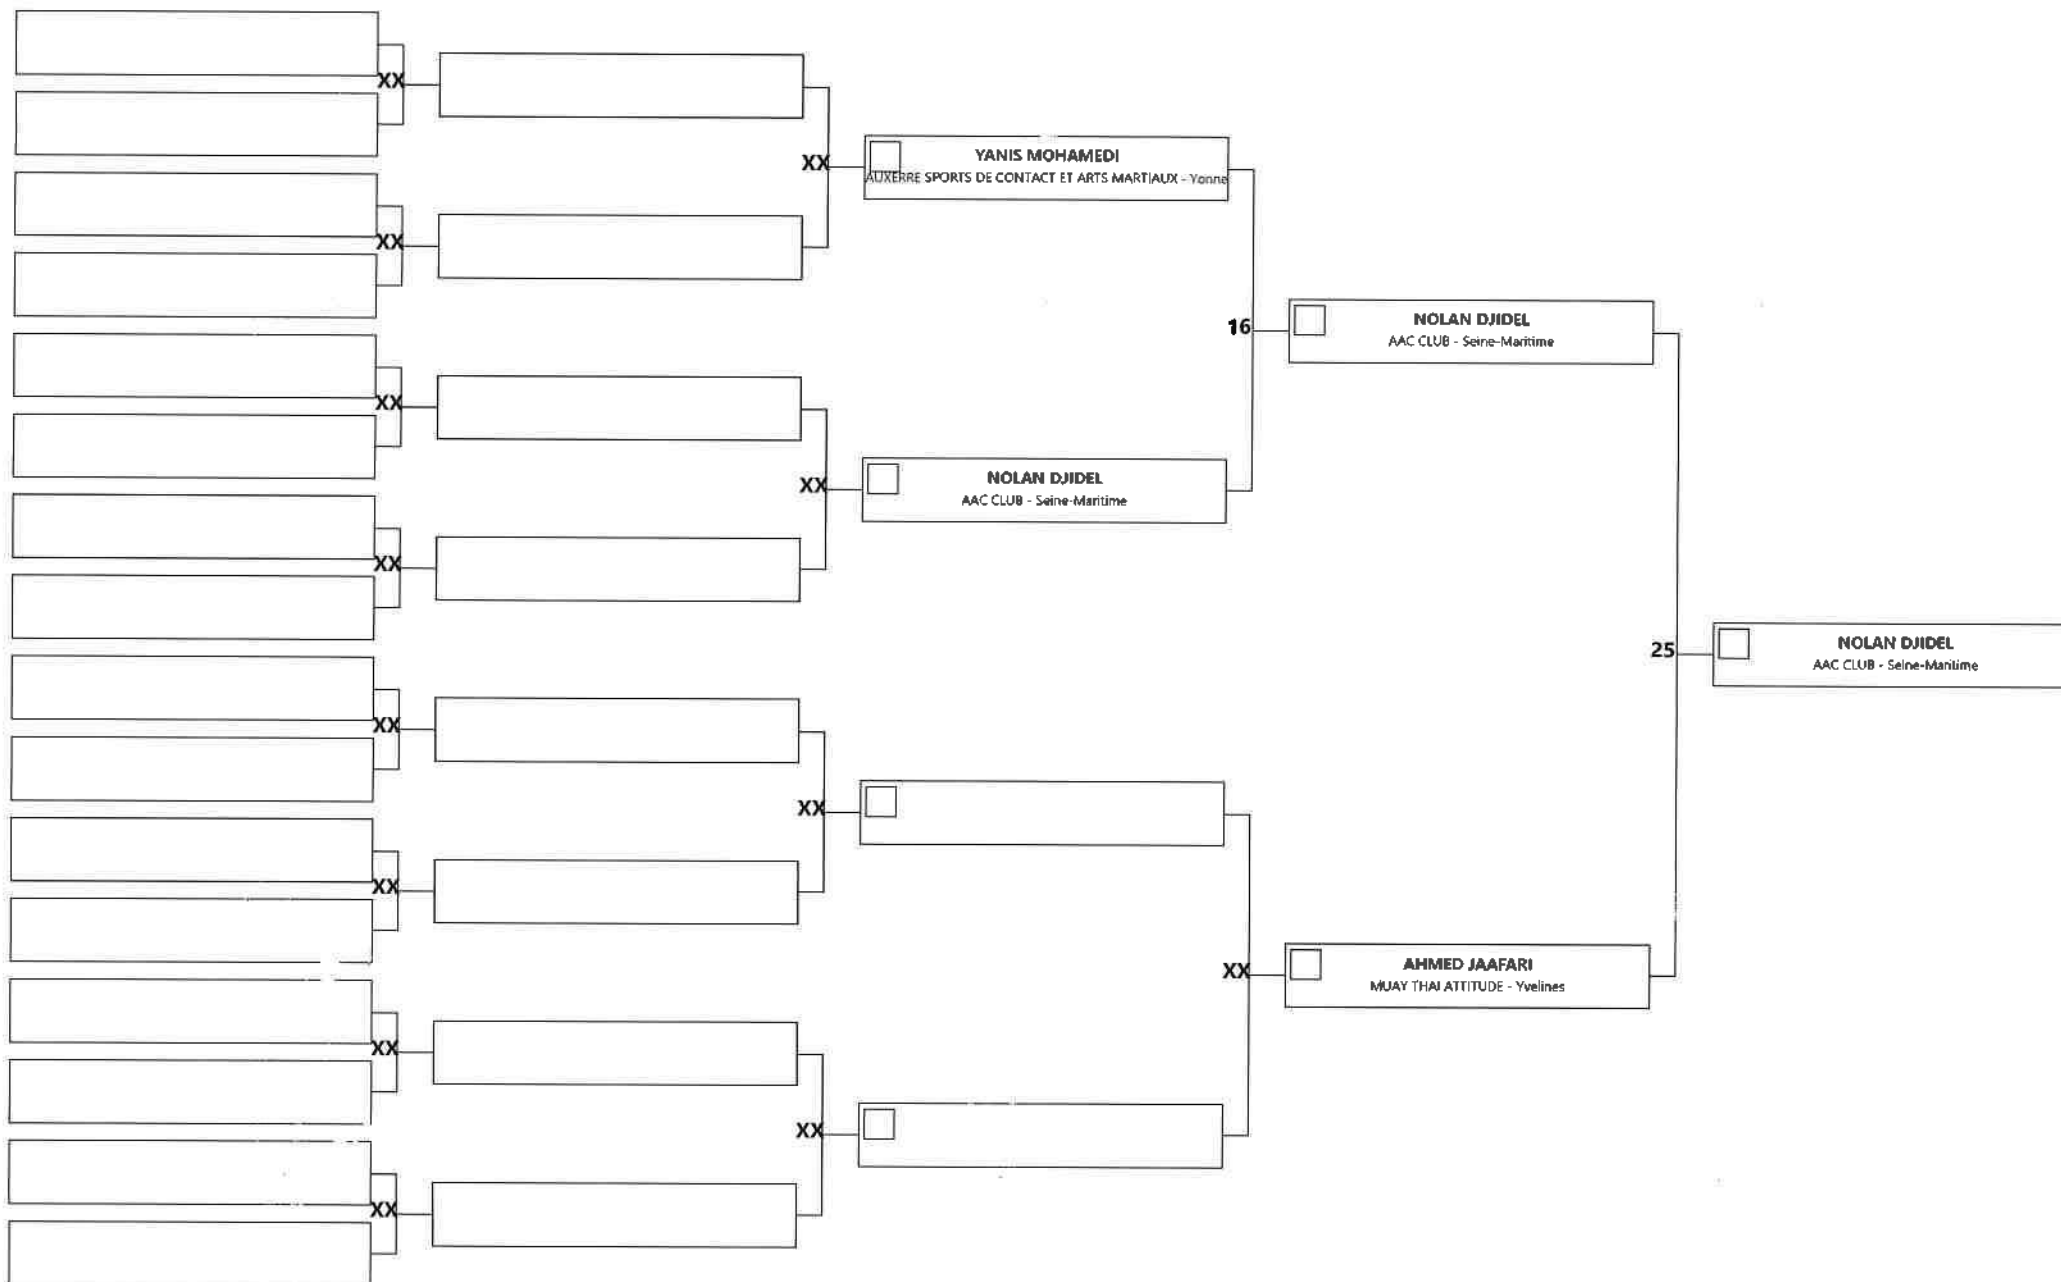 XX
XX
YANIS MOHAMEDI
AUXERRE SPORTS DE CONTACT ET ARTS MARTIAUX - Yonne
XX
16
NOLAN DJIDEL
AAC CLUB - Seine-Maritime
XX
NOLAN DJIDEL
AAC CLUB - Seine-Maritime
XX
XX
25
NOLAN DJIDEL
AAC CLUB - Seine-Maritime
XX
XX
XX
XX
AHMED JAAFARI
MUAY THAI ATTITUDE - Yvelines
XX
XX
XX